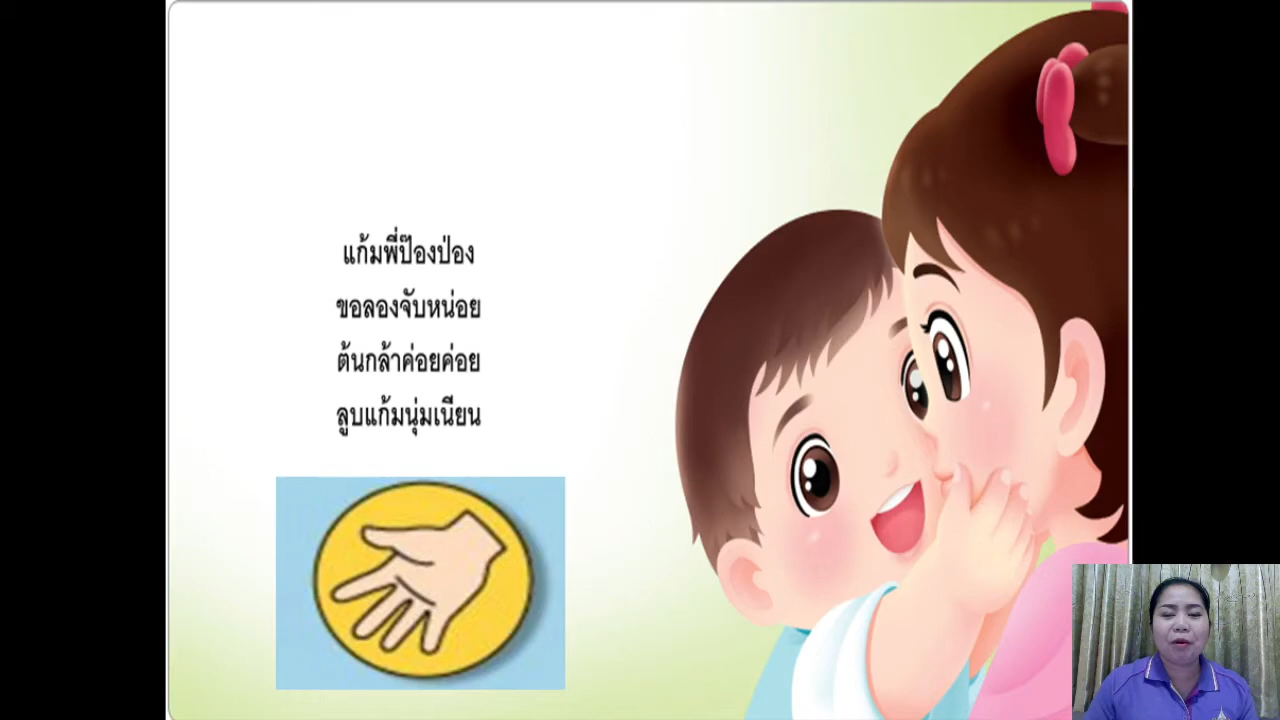 แก้มพี่ป๊องป่อง
ขอลองจับหน่อย
ต้นกล้าค่อยค่อย
ลูบแก้มนุ่มเนียน